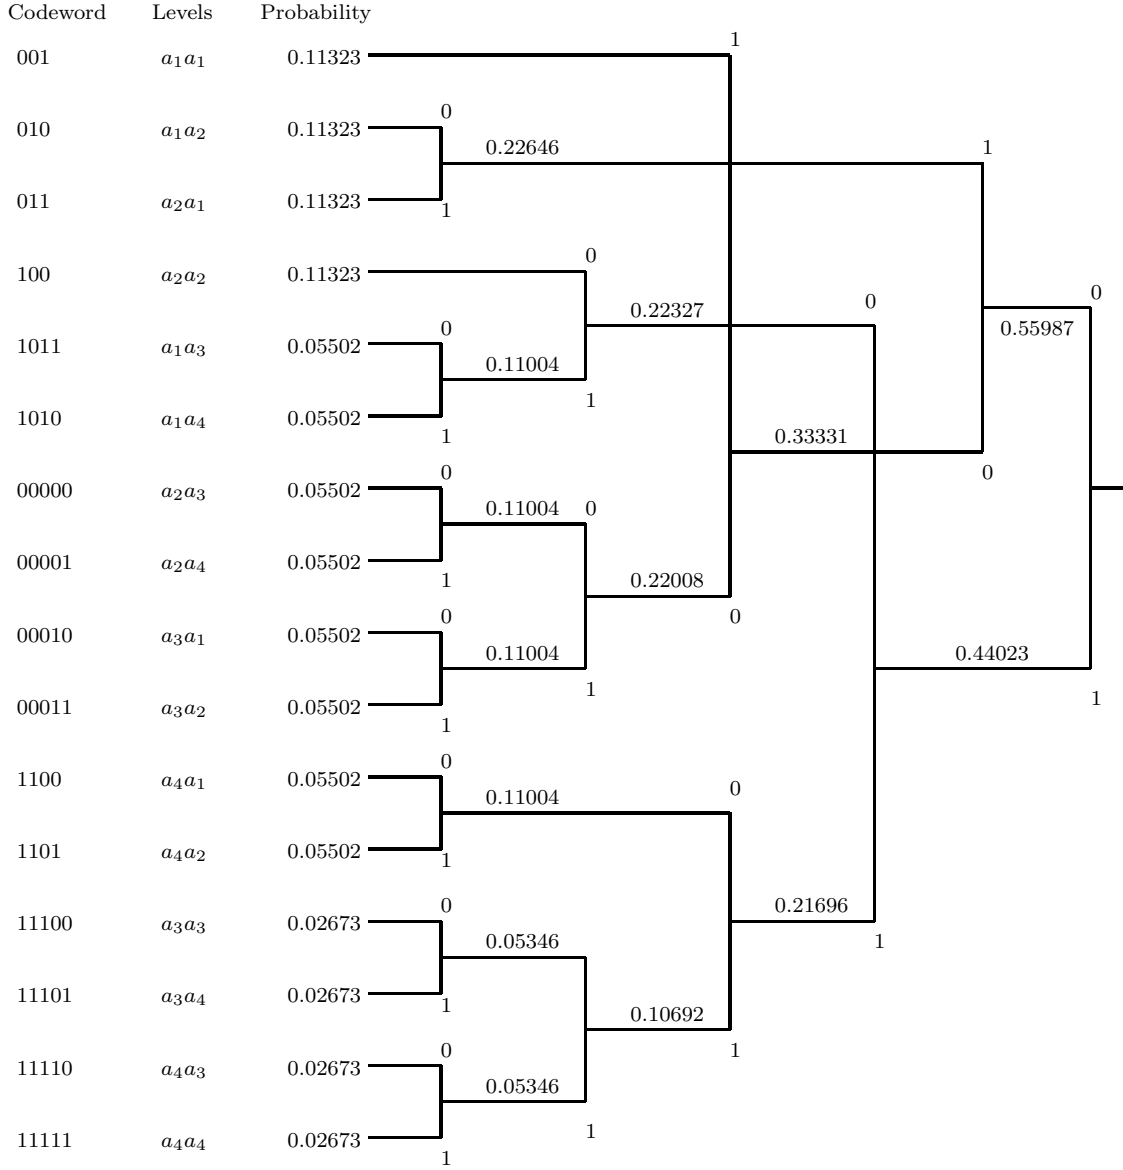 Codeword Levels Probability
1
001 a₁a₁ 0.11323
0
010 a₁a₂ 0.11323
0.22646 1
011 a₂a₁ 0.11323
1
0
100 a₂a₂ 0.11323
0
0
0.22327
0
0.55987
1011 a₁a₃ 0.05502
0.11004
1
1010 a₁a₄ 0.05502
1
0.33331
0
0
00000 a₂a₃ 0.05502
0.11004 0
00001 a₂a₄ 0.05502
1
0.22008
0
0
00010 a₃a₁ 0.05502
0.11004
0.44023
1
1
00011 a₃a₂ 0.05502
1
0
1100 a₄a₁ 0.05502
0.11004
0
1101 a₄a₂ 0.05502
1
0
0.21696
11100 a₃a₃ 0.02673
0.05346
1
11101 a₃a₄ 0.02673
1
0.10692
0
1
11110 a₄a₃ 0.02673
0.05346
1
11111 a₄a₄ 0.02673
1